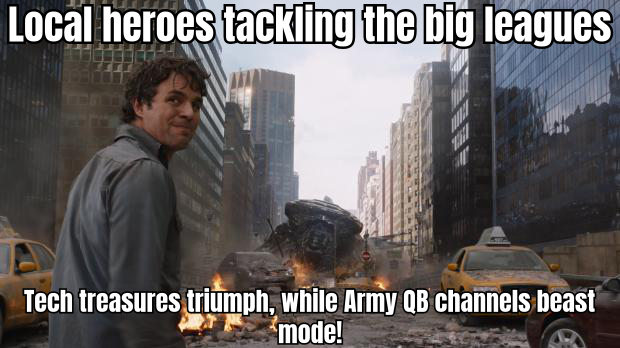 Local heroes tackling the big leagues
Tech treasures triumph, while Army QB channels beast
mode!